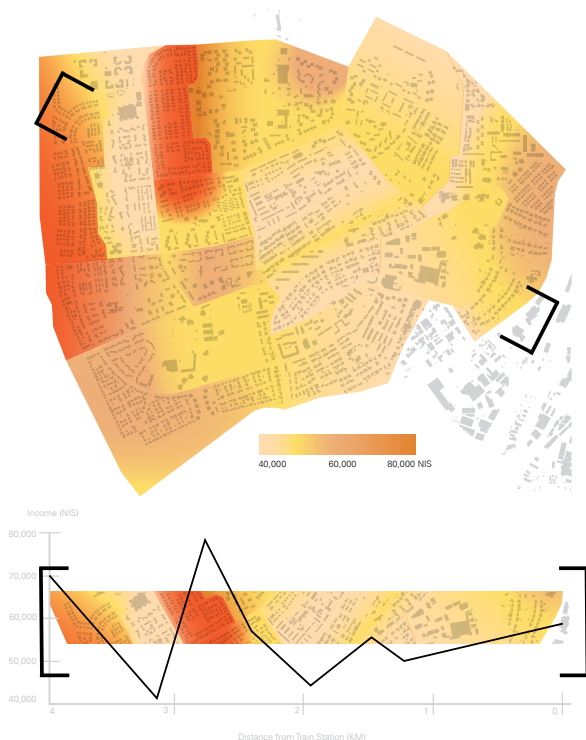 40,000 60,000 80,000 NIS
Income (NIS)
80,000
70,000
60,000
50,000
40,000
4 3 2 1 0
Distance from Train Station (KM)